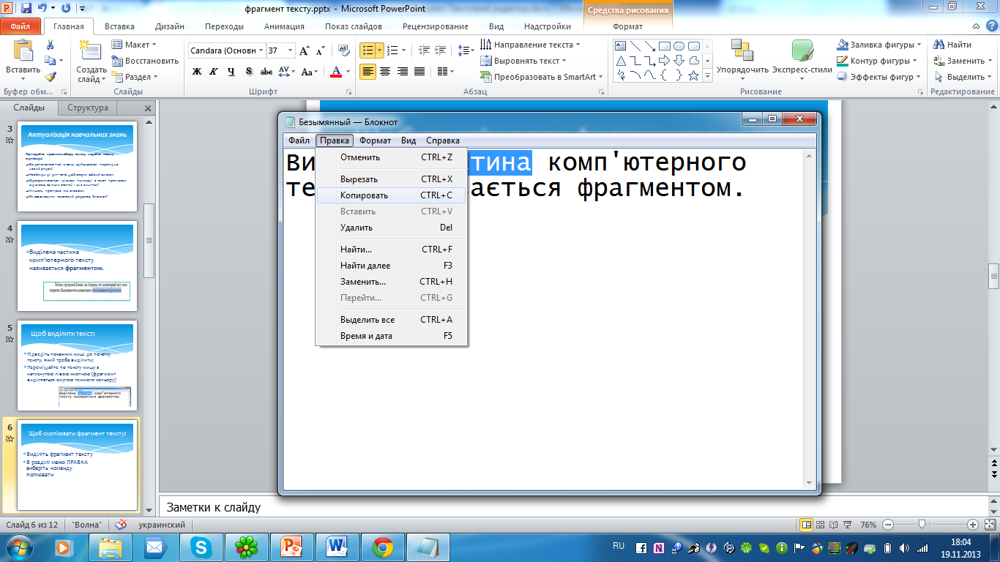 фрагмент тексту.pptx - Microsoft PowerPoint
Средства рисования
Файл Главная Вставка Дизайн Переходы Анимация Показ слайдов Рецензирование Вид Надстройки Формат
Candara (Основн 37
Направление текста
Макет
Выровнять текст
Восстановить
Преобразовать в SmartArt
Раздел
Вставить
Создать слайд
Упорядочить Экспресс-стили
Заливка фигуры
Контур фигуры
Эффекты фигур
Найти
Заменить
Выделить
Буфер обм... Слайды Шрифт Абзац Рисование Редактирование
Слайды Структура
3
Актуалізація навчальних знань
4
Виділена частина
комп'ютерного тексту
називається фрагментом.
5
Щоб виділити текст:
Підведіть покажчик миші до початку
тексту, який треба виділити;
Переміщайте по тексту мишу з
натиснутою лівою кнопкою (фрагмент
виділяється смугою темного кольору)
Виділена частина комп'ютерного
тексту називається фрагментом.
6
Щоб скопіювати фрагмент тексту:
Виділіть фрагмент тексту
В розділі меню ПРАВКА
виберіть команду
Копіювати
Безымянный — Блокнот
Файл Правка Формат Вид Справка
Ви тина комп'ютерного
те вається фрагментом.
Отменить CTRL+Z
Вырезать CTRL+X
Копировать CTRL+C
Вставить CTRL+V
Удалить Del
Найти... CTRL+F
Найти далее F3
Заменить... CTRL+H
Перейти... CTRL+G
Выделить все CTRL+A
Время и дата F5
Заметки к слайду
Слайд 6 из 12 "Волна" украинский 76%
RU
18:04
19.11.2013